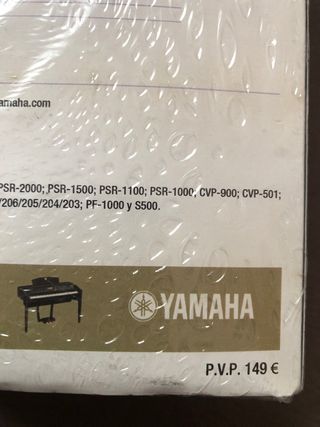 amaha.com
PSR-2000; PSR-1500; PSR-1100; PSR-1000, CVP-900; CVP-501;
/206/205/204/203; PF-1000 y S500.
YAMAHA
P.V.P. 149 €